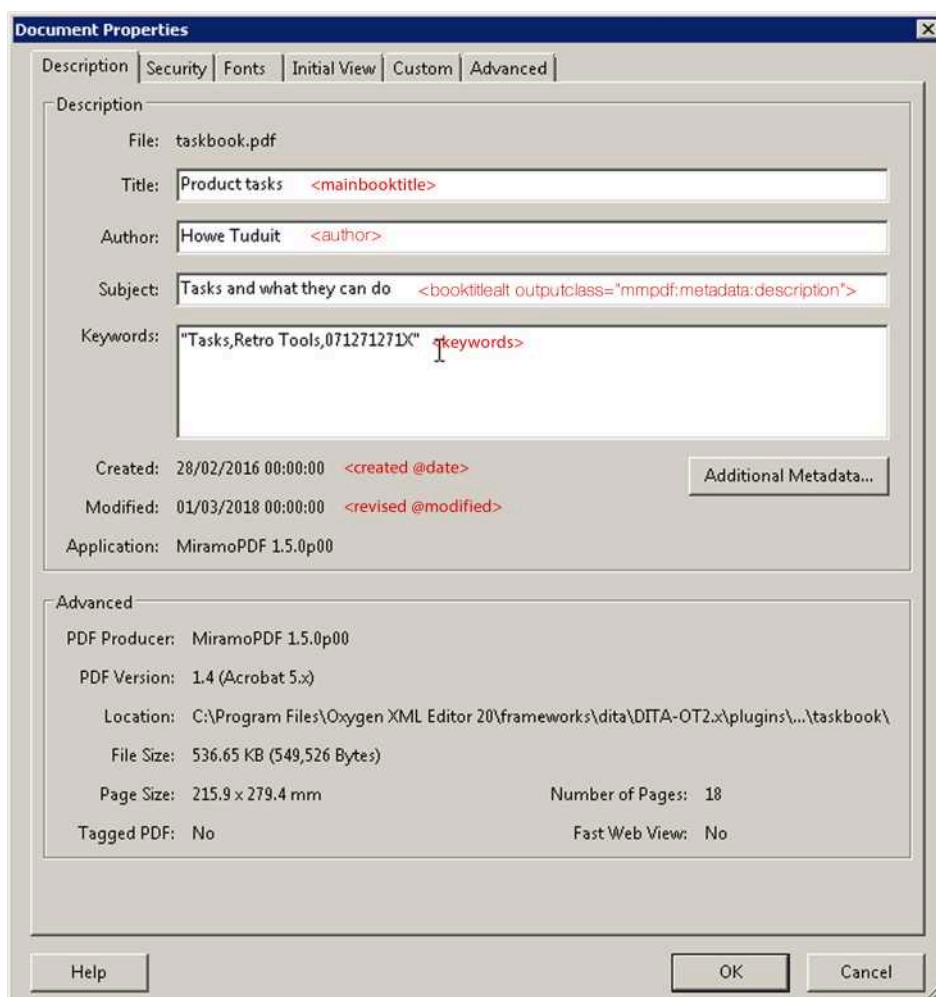 Document Properties
Description Security Fonts Initial View Custom Advanced
Description
File: taskbook.pdf
Title: Product tasks <mainbooktitle>
Author: Howe Tuduit <author>
Subject: Tasks and what they can do <booktitlealt outputclass="mmpdf:metadata:description">
Keywords: "Tasks,Retro Tools,071271271X" <keywords>
Created: 28/02/2016 00:00:00 <created @date>
Additional Metadata...
Modified: 01/03/2018 00:00:00 <revised @modified>
Application: MiramoPDF 1.5.0p00
Advanced
PDF Producer: MiramoPDF 1.5.0p00
PDF Version: 1.4 (Acrobat 5.x)
Location: C:\Program Files\Oxygen XML Editor 20\frameworks\dita\DITA-OT2.x\plugins\...\taskbook\
File Size: 536.65 KB (549,526 Bytes)
Page Size: 215.9 x 279.4 mm Number of Pages: 18
Tagged PDF: No Fast Web View: No
Help OK Cancel